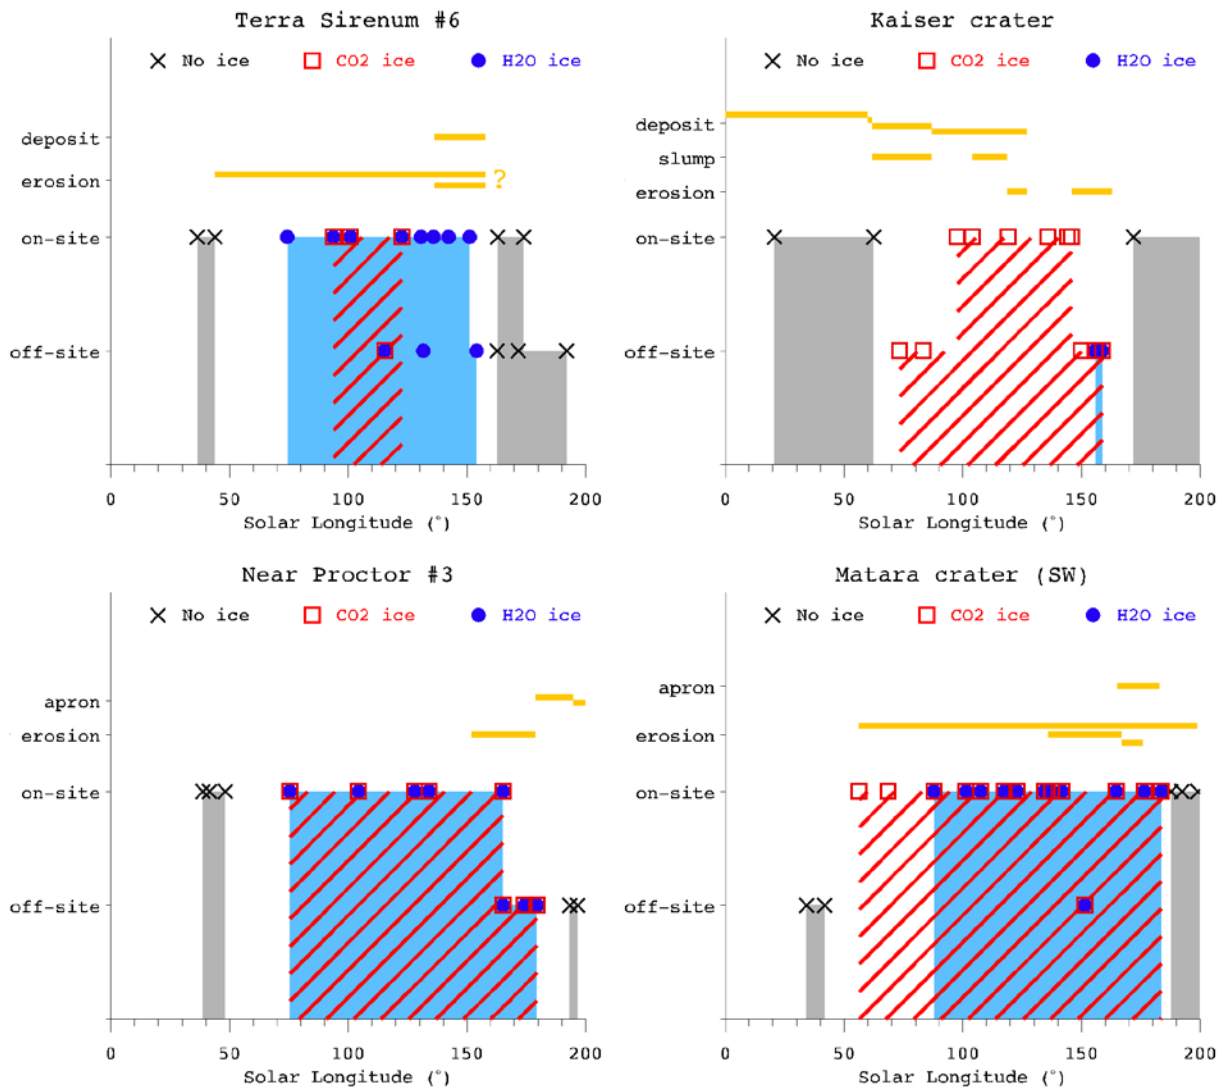 Terra Sirenum #6
No ice CO2 ice H2O ice
deposit
erosion
?
on-site
off-site
0 50 100 150 200
Solar Longitude (°)
Kaiser crater
No ice CO2 ice H2O ice
deposit
slump
erosion
on-site
off-site
0 50 100 150 200
Solar Longitude (°)
Near Proctor #3
No ice CO2 ice H2O ice
apron
erosion
on-site
off-site
0 50 100 150 200
Solar Longitude (°)
Matara crater (SW)
No ice CO2 ice H2O ice
apron
erosion
on-site
off-site
0 50 100 150 200
Solar Longitude (°)